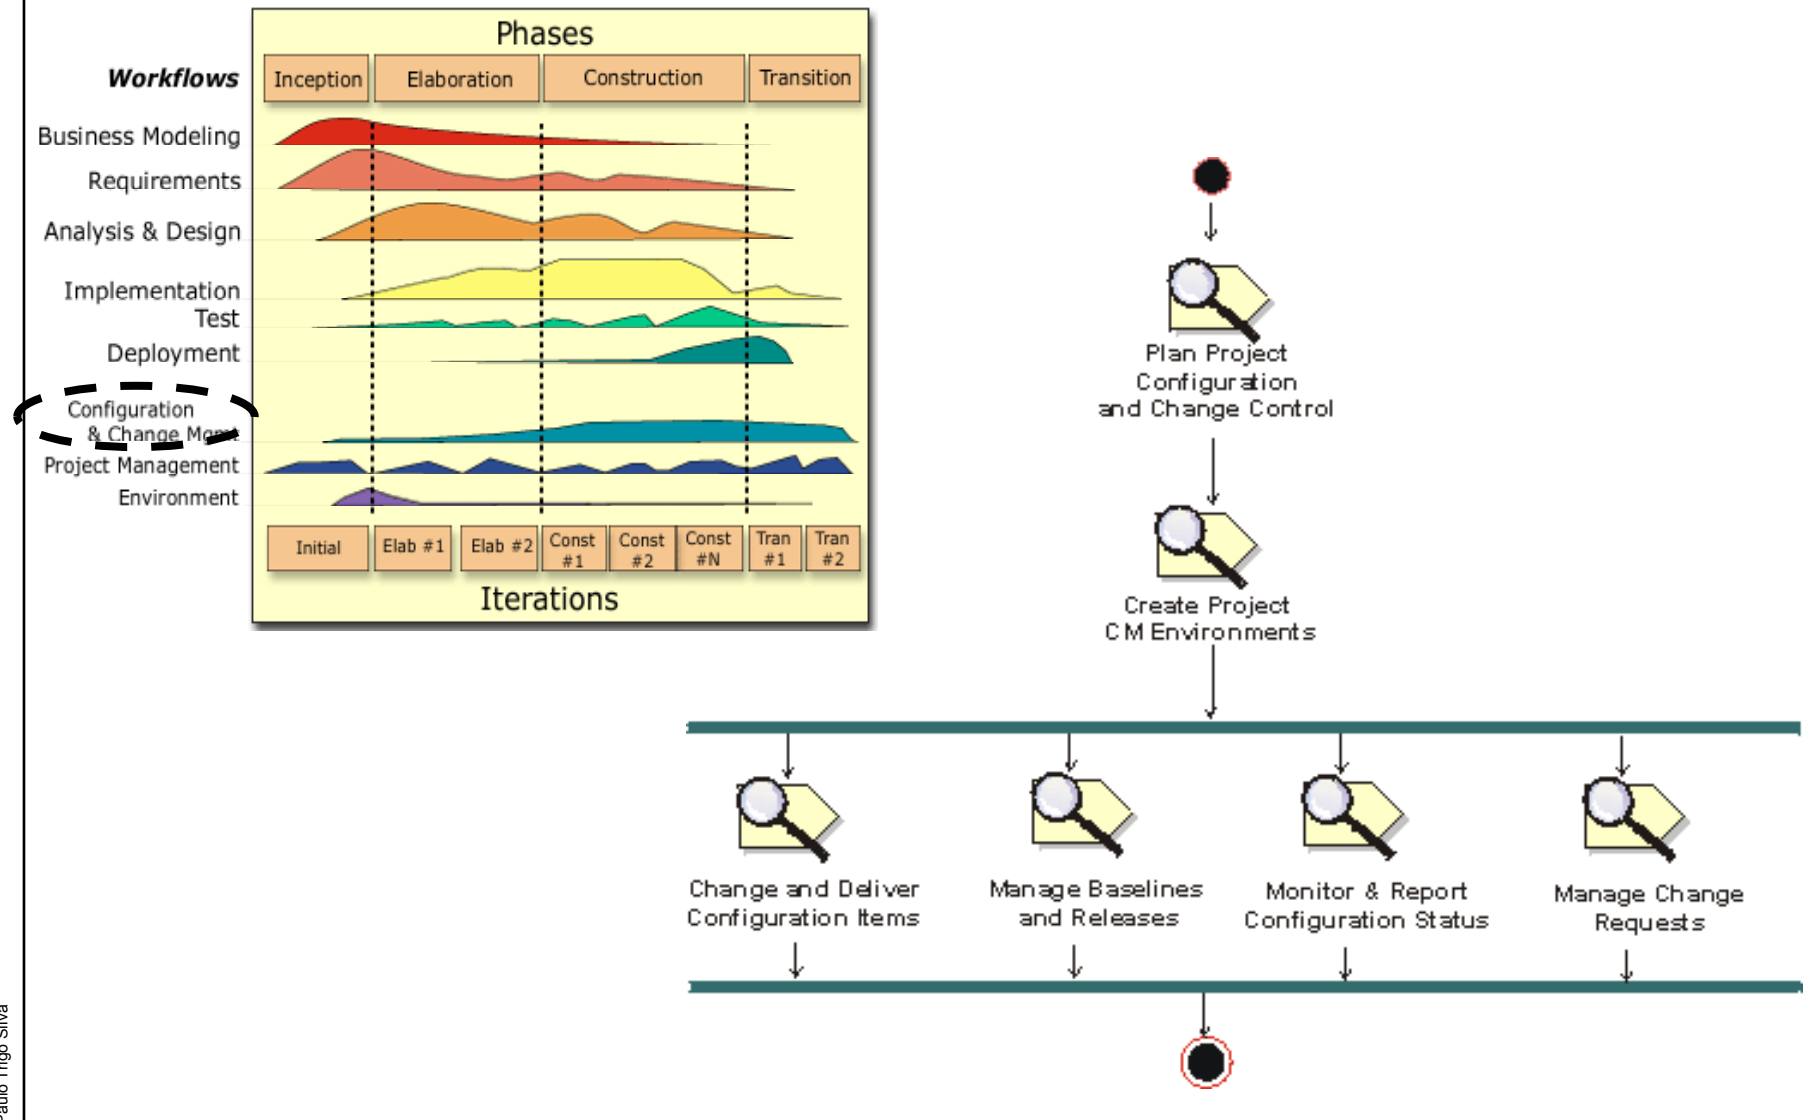 Phases
Workflows
Inception
Elaboration
Construction
Transition
Business Modeling
Requirements
Analysis & Design
Implementation
Test
Deployment
Configuration
& Change Mgmt
Project Management
Environment
Initial
Elab #1
Elab #2
Const
#1
Const
#2
Const
#N
Tran
#1
Tran
#2
Iterations
Plan Project
Configuration
and Change Control
Create Project
CM Environments
Change and Deliver
Configuration Items
Manage Baselines
and Releases
Monitor & Report
Configuration Status
Manage Change
Requests
Paulo Trigo Silva